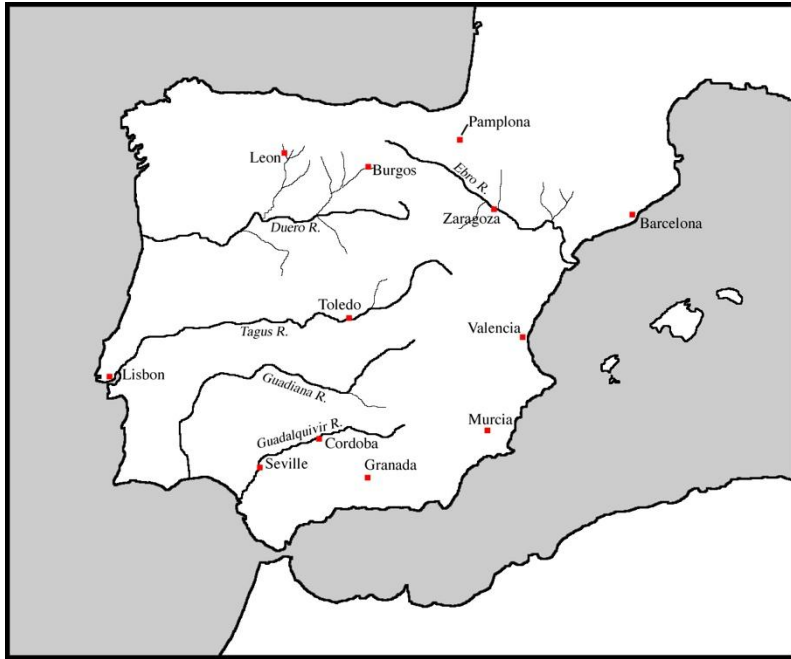 Pamplona
Leon
Burgos
Ebro R.
Zaragoza
Barcelona
Duero R.
Toledo
Tagus R.
Valencia
Lisbon
Guadiana R.
Murcia
Guadalquivir R.
Cordoba
Seville
Granada